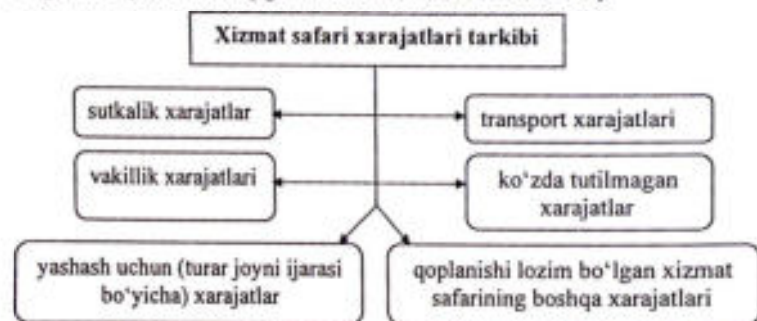 Xizmat safari xarajatlari tarkibi
sutkalik xarajatlar
transport xarajatlari
vakillik xarajatlari
ko‘zda tutilmagan
xarajatlar
yashash uchun (turar joyni ijarasi
bo‘yicha) xarajatlar
qoplanishi lozim bo‘lgan xizmat
safarining boshqa xarajatlari